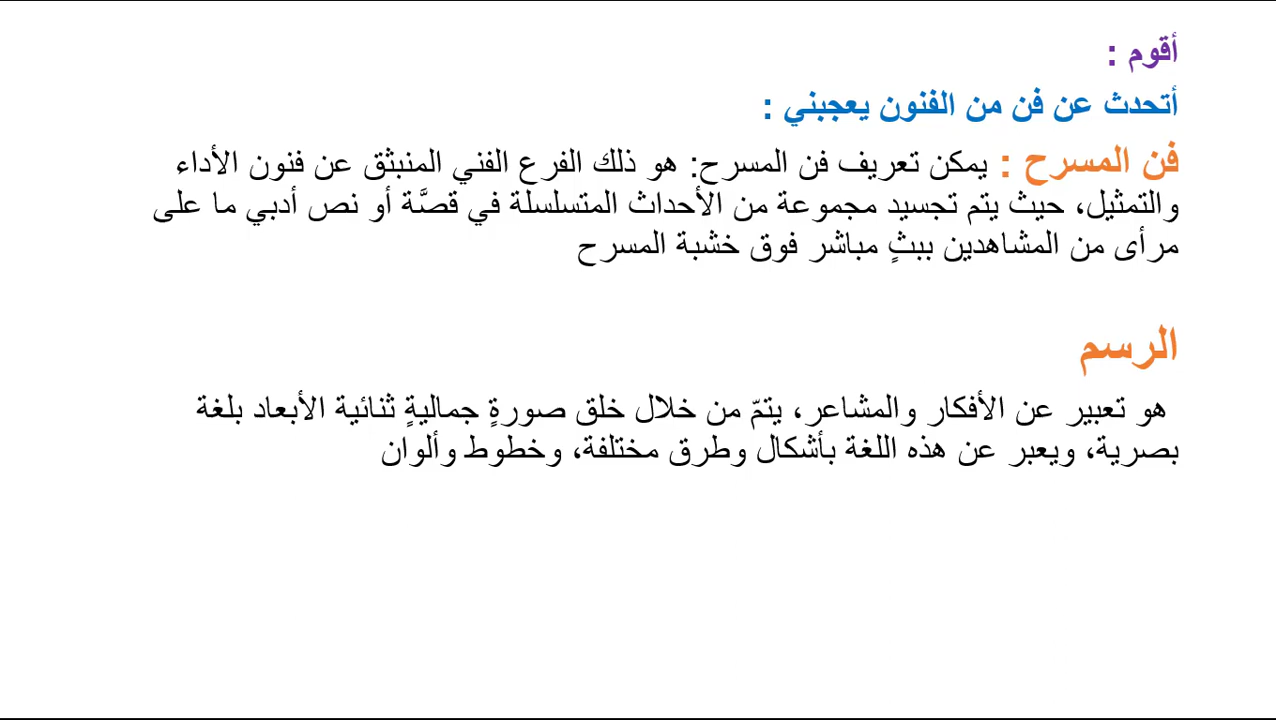 أقوم :
أتحدث عن فن من الفنون يعجبني :
فن المسرح : يمكن تعريف فن المسرح: هو ذلك الفرع الفني المنبثق عن فنون الأداء
والتمثيل، حيث يتم تجسيد مجموعة من الأحداث المتسلسلة في قصَّة أو نص أدبي ما على
مرأى من المشاهدين ببثٍ مباشر فوق خشبة المسرح
الرسم
هو تعبير عن الأفكار والمشاعر، يتمّ من خلال خلق صورةٍ جماليةٍ ثنائية الأبعاد بلغة
بصرية، ويعبر عن هذه اللغة بأشكال وطرق مختلفة، وخطوط وألوان